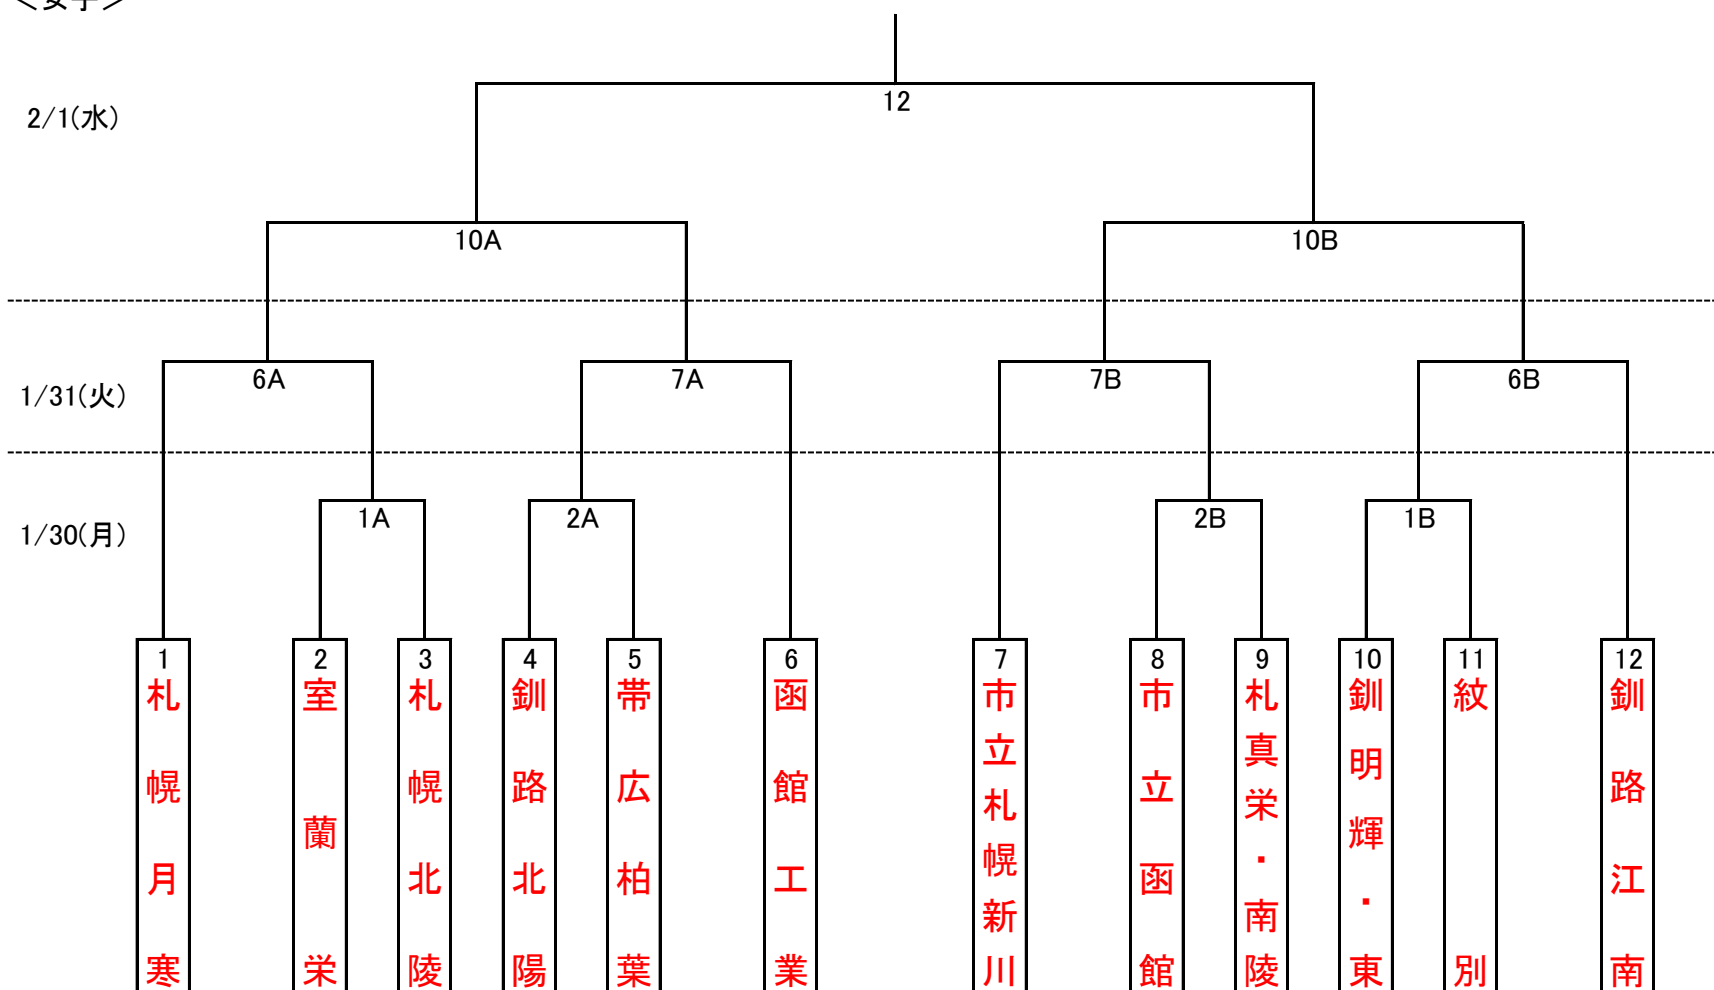 ＜女子＞
12
2/1(水)
10A
10B
6A
7A
7B
6B
1/31(火)
1A
2A
2B
1B
1/30(月)
1
札幌月寒
2
室蘭栄
3
札幌北陵
4
釧路北陽
5
帯広柏葉
6
函館工業
7
市立札幌新川
8
市立函館
9
札真栄・南陵
10
釧明輝・東
11
紋別
12
釧路江南